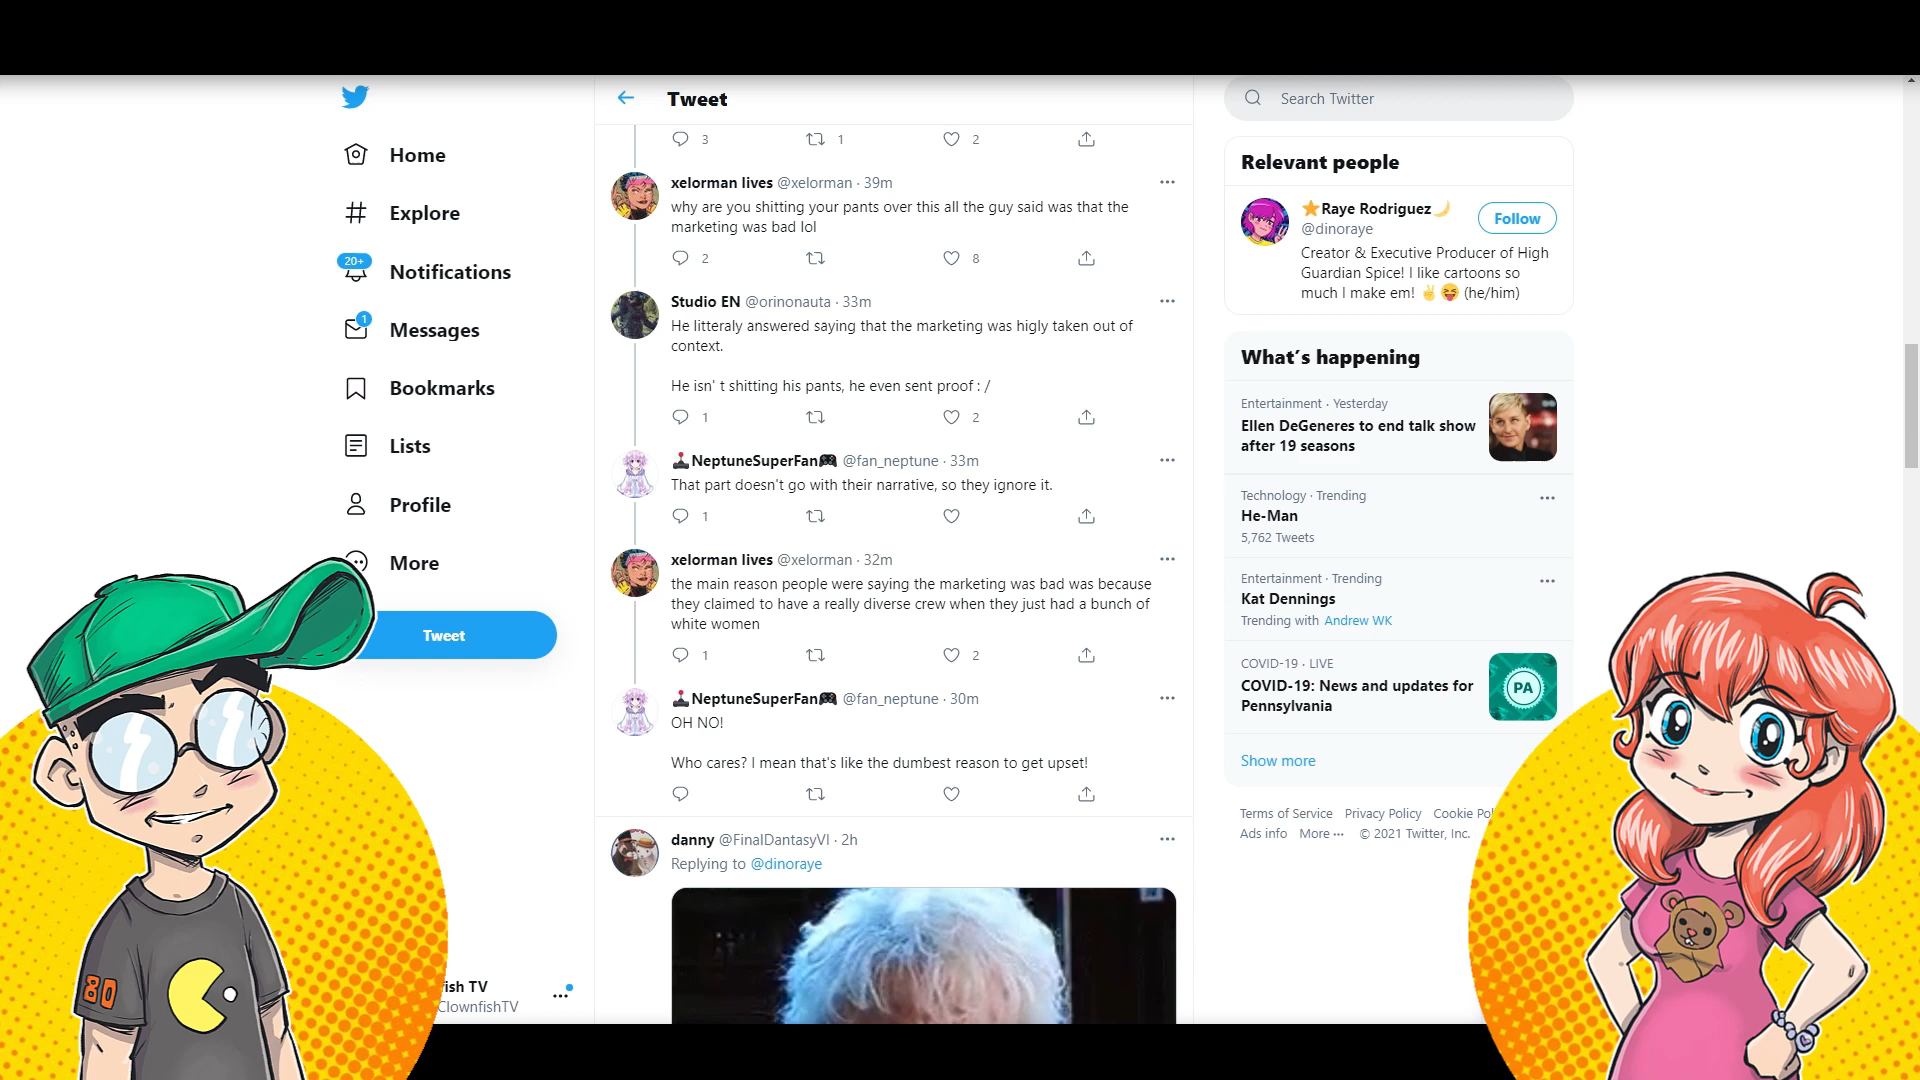 Home
Explore
20+
Notifications
1
Messages
Bookmarks
Lists
Profile
More
Tweet
fish TV
ClownfishTV
80
Tweet
3 1 2
xelorman lives @xelorman · 39m
why are you shitting your pants over this all the guy said was that the
marketing was bad lol
2 8
Studio EN @orinonauta · 33m
He litteraly answered saying that the marketing was higly taken out of
context.
He isn' t shitting his pants, he even sent proof : /
1 2
NeptuneSuperFan @fan_neptune · 33m
That part doesn't go with their narrative, so they ignore it.
1
xelorman lives @xelorman · 32m
the main reason people were saying the marketing was bad was because
they claimed to have a really diverse crew when they just had a bunch of
white women
1 2
NeptuneSuperFan @fan_neptune · 30m
OH NO!
Who cares? I mean that's like the dumbest reason to get upset!
danny @FinalDantasyVI · 2h
Replying to @dinoraye
Search Twitter
Relevant people
Raye Rodriguez
Follow
@dinoraye
Creator & Executive Producer of High
Guardian Spice! I like cartoons so
much I make em! (he/him)
What's happening
Entertainment · Yesterday
Ellen DeGeneres to end talk show
after 19 seasons
Technology · Trending
He-Man
5,762 Tweets
Entertainment · Trending
Kat Dennings
Trending with Andrew WK
COVID-19 · LIVE
COVID-19: News and updates for
Pennsylvania
PA
Show more
Terms of Service Privacy Policy Cookie Pol
Ads info More ··· © 2021 Twitter, Inc.